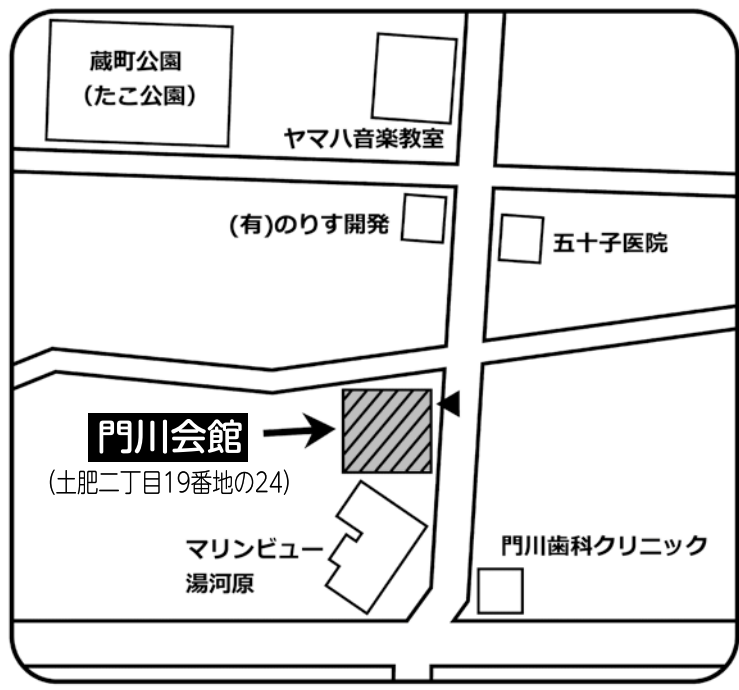 蔵町公園
(たこ公園)
ヤマハ音楽教室
(有)のりす開発
五十子医院
門川会館
(土肥二丁目19番地の24)
マリンビュー
湯河原
門川歯科クリニック